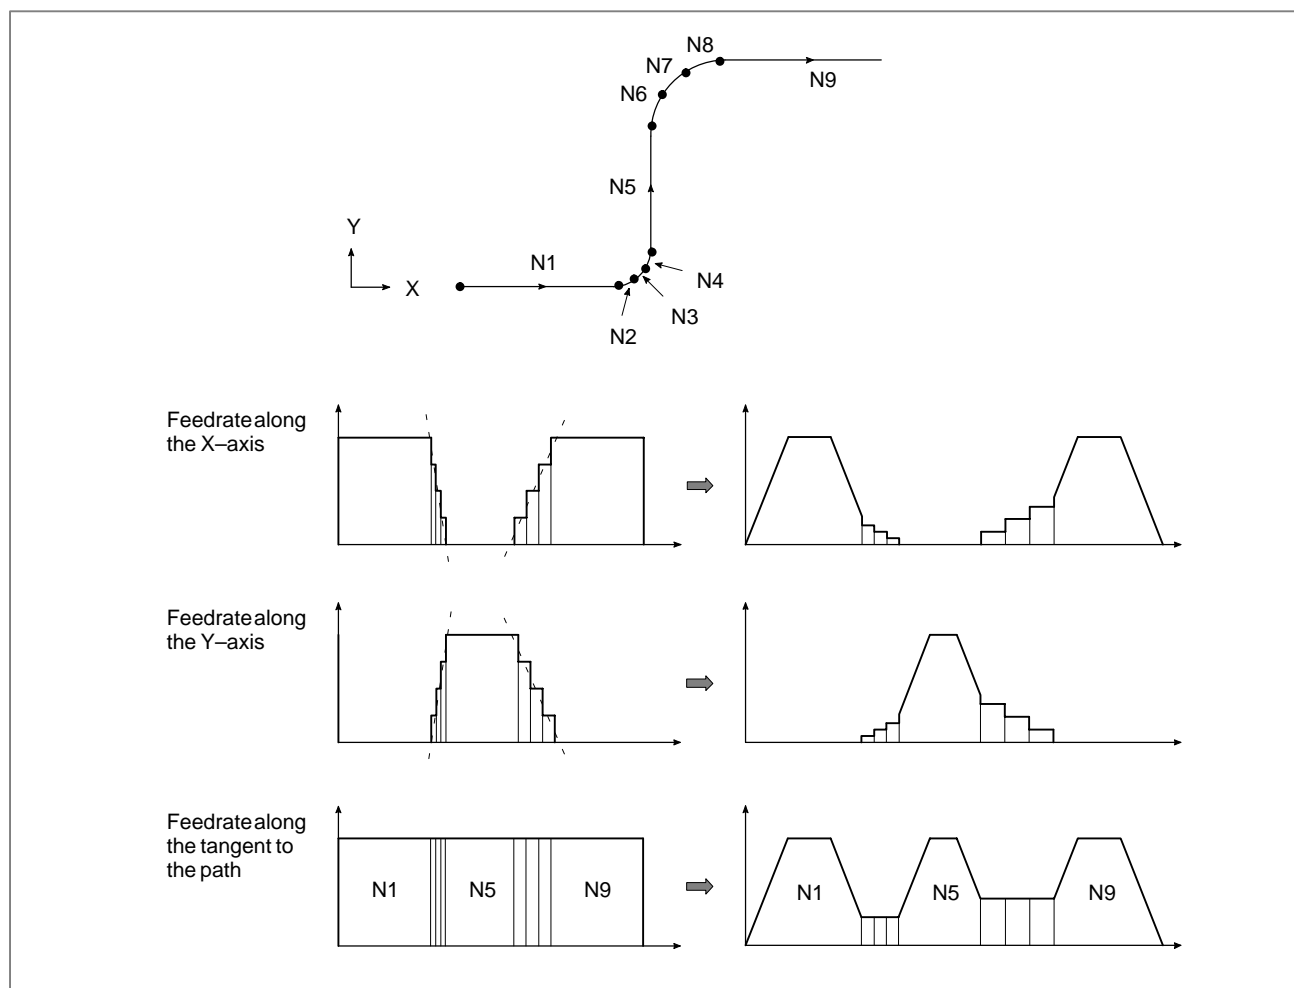 N8
N7
N9
N6
N5
Y
N1
N4
X
N3
N2
Feedrate along
the X–axis
Feedrate along
the Y–axis
Feedrate along
the tangent to
the path
N1 N5 N9
N1 N5 N9